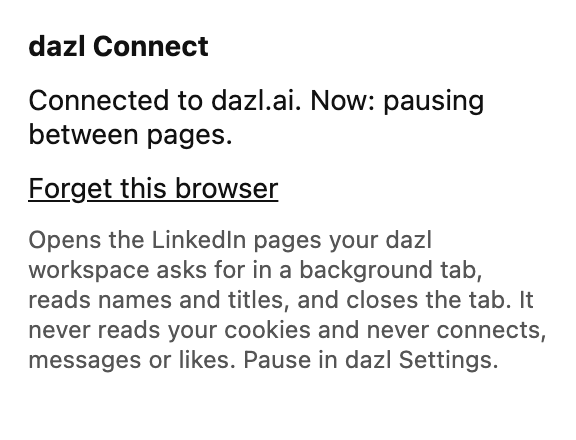 dazl Connect
Connected to dazl.ai. Now: pausing
between pages.
Forget this browser
Opens the LinkedIn pages your dazl
workspace asks for in a background tab,
reads names and titles, and closes the tab. It
never reads your cookies and never connects,
messages or likes. Pause in dazl Settings.